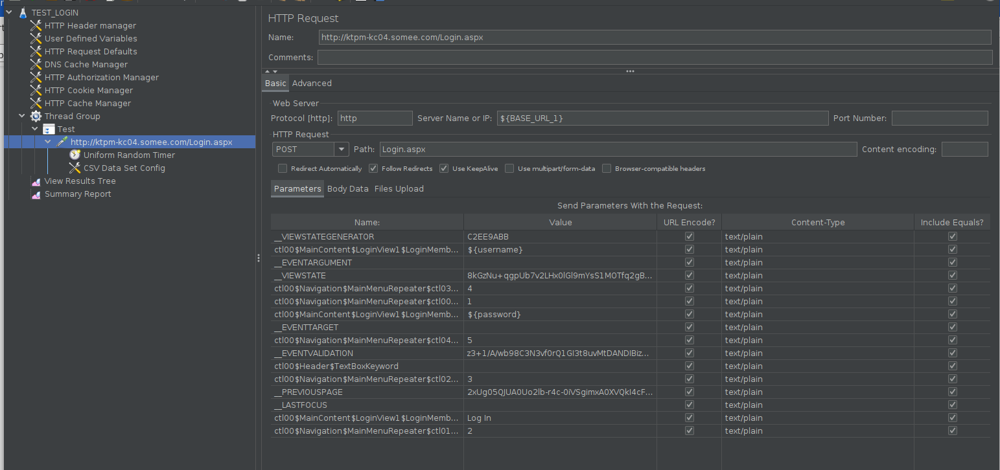 TEST_LOGIN
HTTP Header manager
User Defined Variables
HTTP Request Defaults
DNS Cache Manager
HTTP Authorization Manager
HTTP Cookie Manager
HTTP Cache Manager
Thread Group
Test
http://ktpm-kc04.somee.com/Login.aspx
Uniform Random Timer
CSV Data Set Config
View Results Tree
Summary Report
HTTP Request
Name: http://ktpm-kc04.somee.com/Login.aspx
Comments:
Basic Advanced
Web Server
Protocol [http]: http Server Name or IP: ${BASE_URL_1} Port Number:
HTTP Request
POST Path: Login.aspx Content encoding:
Redirect Automatically Follow Redirects Use KeepAlive Use multipart/form-data Browser-compatible headers
Parameters Body Data Files Upload
Send Parameters With the Request:
Name: Value URL Encode? Content-Type Include Equals?
__VIEWSTATEGENERATOR C2EE9ABB text/plain
ctl00$MainContent$LoginView1$LoginMemb... ${username} text/plain
__EVENTARGUMENT text/plain
__VIEWSTATE 8kGzNu+qgpUb7v2LHx0lGl9mYsS1MOTfq2gB... text/plain
ctl00$Navigation$MainMenuRepeater$ctl03... 4 text/plain
ctl00$Navigation$MainMenuRepeater$ctl00... 1 text/plain
ctl00$MainContent$LoginView1$LoginMemb... ${password} text/plain
__EVENTTARGET text/plain
ctl00$Navigation$MainMenuRepeater$ctl04... 5 text/plain
__EVENTVALIDATION z3+1/A/wb98C3N3vf0rQ1GI3t8uvMtDANDIBiz... text/plain
ctl00$Header$TextBoxKeyword text/plain
ctl00$Navigation$MainMenuRepeater$ctl02... 3 text/plain
__PREVIOUSPAGE 2xUg05QJUA0Uo2lb-r4c-0iVSgimxA0XVQkI4cF... text/plain
__LASTFOCUS text/plain
ctl00$MainContent$LoginView1$LoginMemb... Log In text/plain
ctl00$Navigation$MainMenuRepeater$ctl01... 2 text/plain